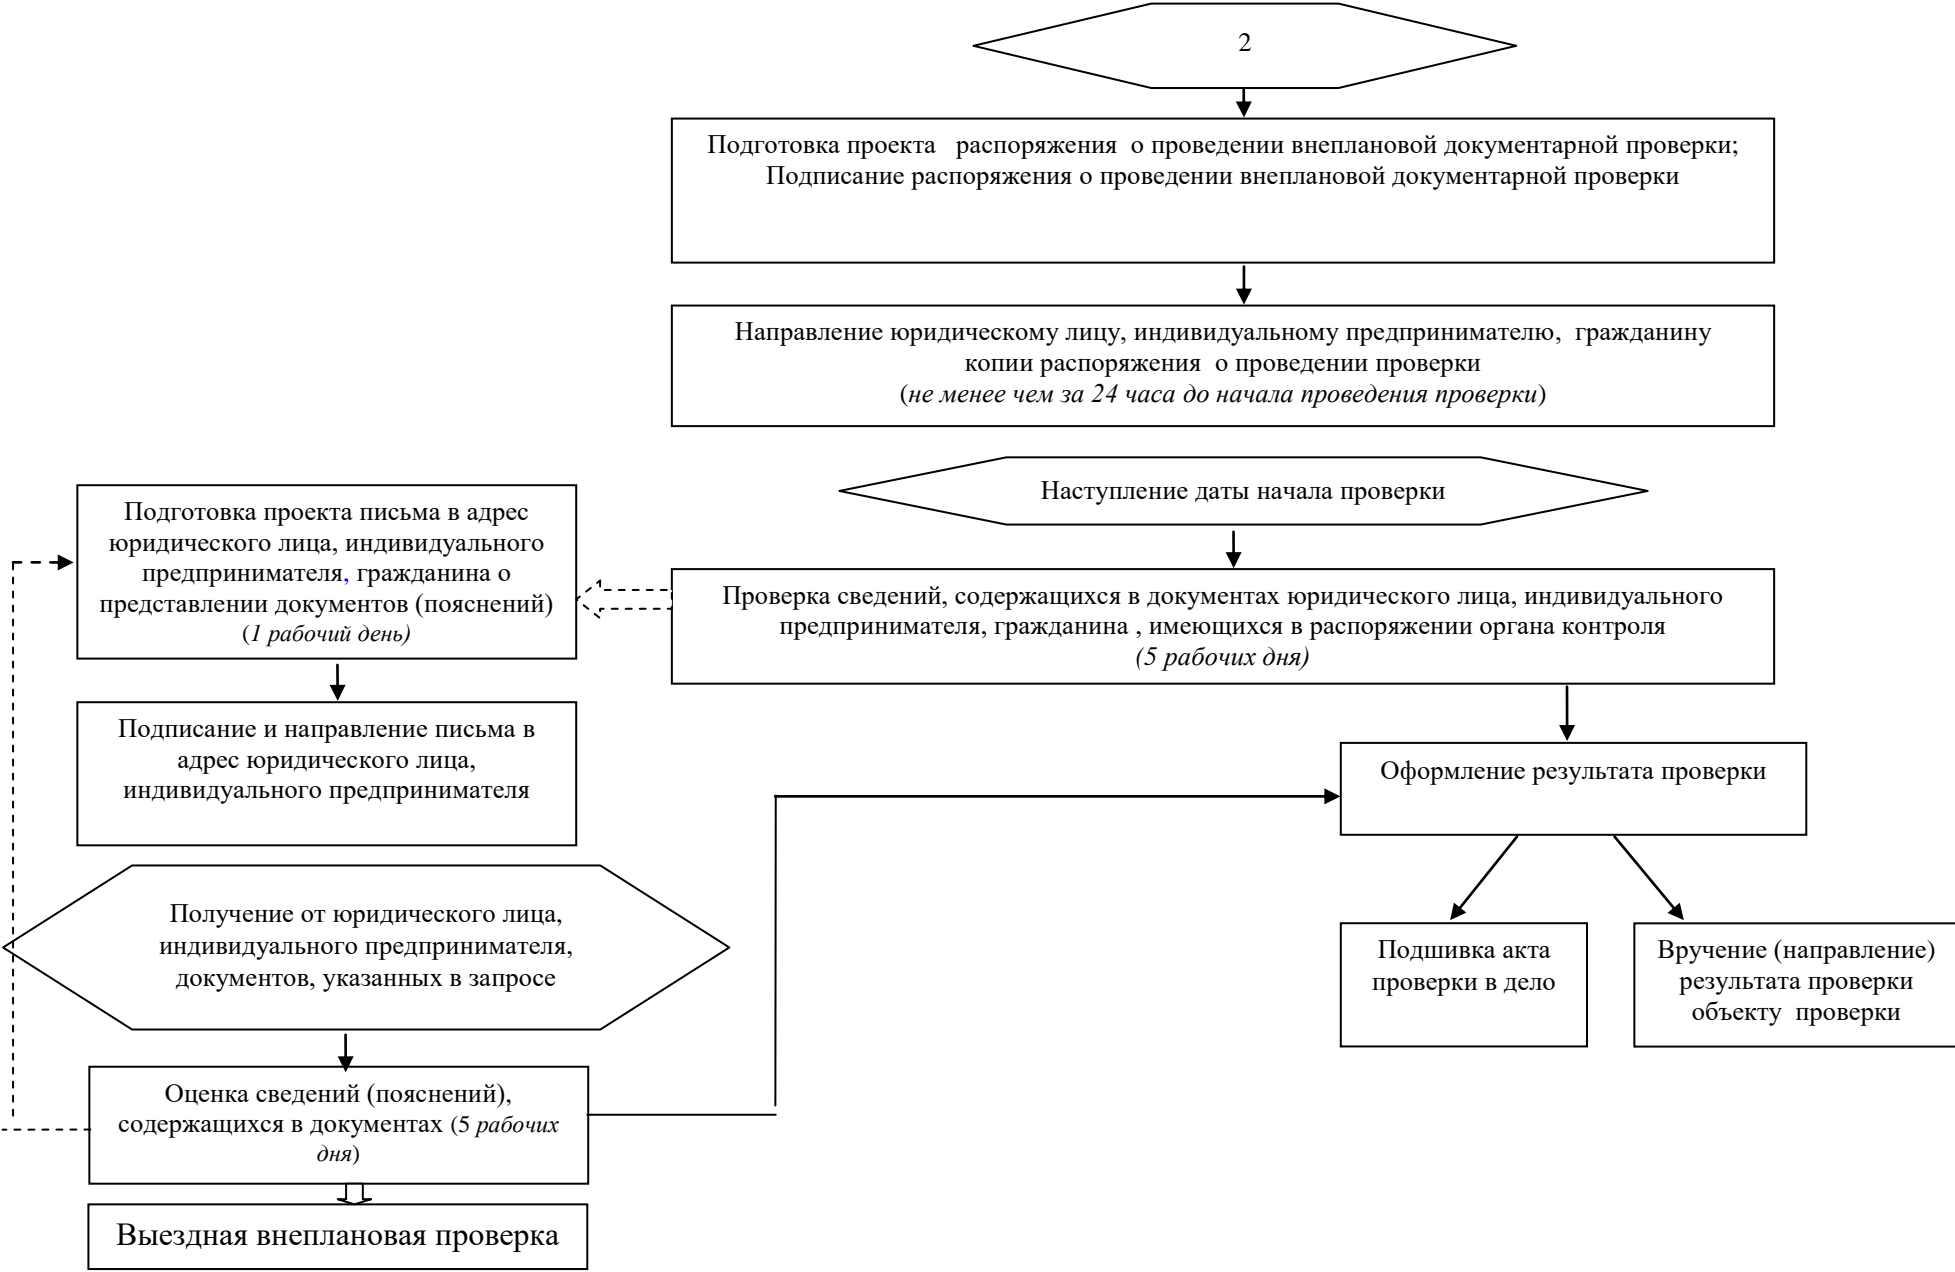 2
Подготовка проекта распоряжения о проведении внеплановой документарной проверки;
Подписание распоряжения о проведении внеплановой документарной проверки
Направление юридическому лицу, индивидуальному предпринимателю, гражданину
копии распоряжения о проведении проверки
(не менее чем за 24 часа до начала проведения проверки)
Наступление даты начала проверки
Подготовка проекта письма в адрес
юридического лица, индивидуального
предпринимателя, гражданина о
представлении документов (пояснений)
(1 рабочий день)
Проверка сведений, содержащихся в документах юридического лица, индивидуального
предпринимателя, гражданина , имеющихся в распоряжении органа контроля
(5 рабочих дня)
Подписание и направление письма в
адрес юридического лица,
индивидуального предпринимателя
Оформление результата проверки
Получение от юридического лица,
индивидуального предпринимателя,
документов, указанных в запросе
Подшивка акта
проверки в дело
Вручение (направление)
результата проверки
объекту проверки
Оценка сведений (пояснений),
содержащихся в документах (5 рабочих
дня)
Выездная внеплановая проверка